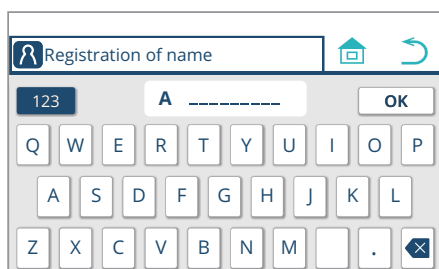 Registration of name
123 A _________ OK
Q W E R T Y U I O P
A S D F G H J K L
Z X C V B N M .